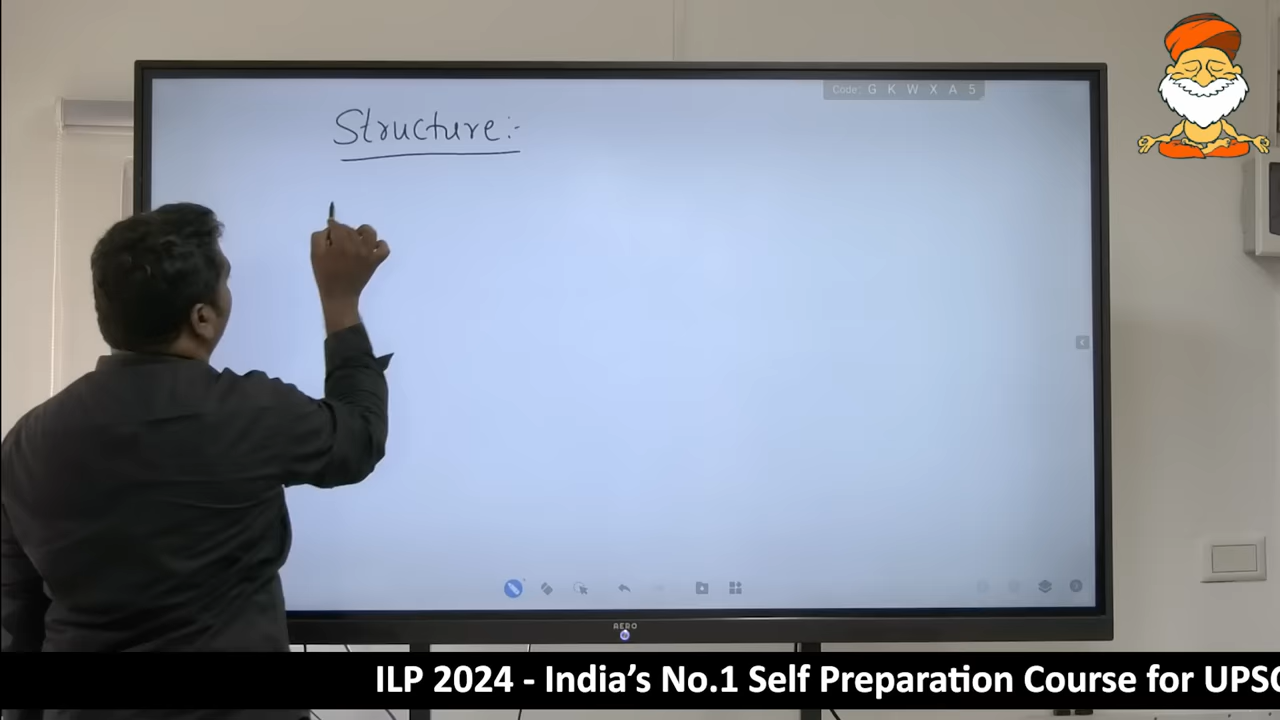 Code: G K W X A 5
Structure:-
AERO
ILP 2024 - India's No.1 Self Preparation Course for UPSC